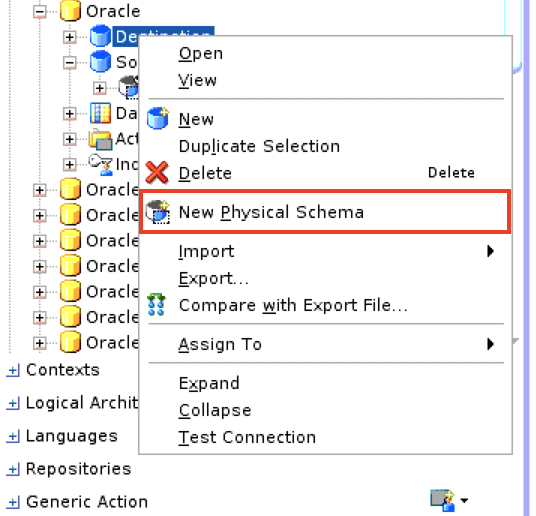 Oracle
Destination
Open
So
View
New
Da
Duplicate Selection
Act
Delete Delete
Inc
Oracle
New Physical Schema
Oracle
Oracle
Import
Oracle
Export...
Oracle
Compare with Export File...
Oracle
Oracle
Assign To
Contexts
Expand
Logical Archit
Collapse
Languages
Test Connection
Repositories
Generic Action